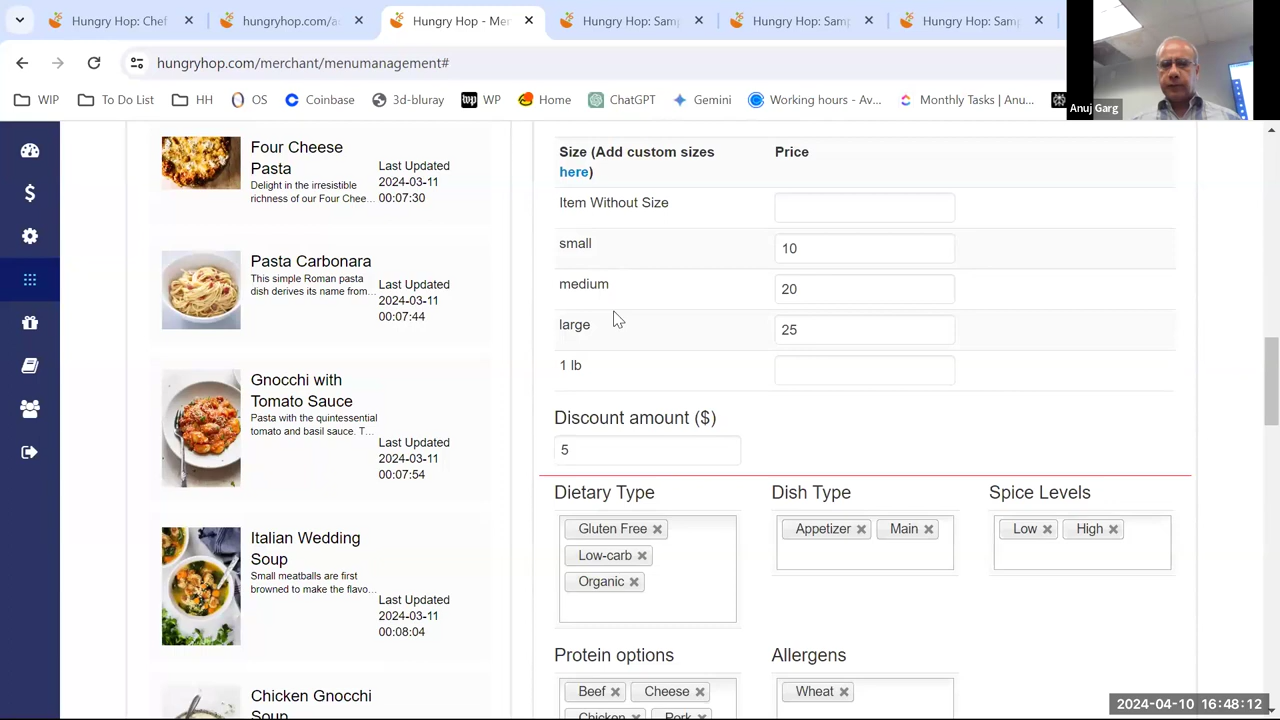 Hungry Hop: Chef
hungryhop.com/a
Hungry Hop - Me
Hungry Hop: Samp
Hungry Hop: Samp
Hungry Hop: Samp
hungryhop.com/merchant/menumanagement#
WIP
To Do List
HH
OS
Coinbase
3d-bluray
WP
Home
ChatGPT
Gemini
Working hours - Av...
Monthly Tasks | Anu...
Anuj Garg
Four Cheese
Pasta
Delight in the irresistible
richness of our Four Chee...
Last Updated
2024-03-11
00:07:30
Pasta Carbonara
This simple Roman pasta
dish derives its name from...
Last Updated
2024-03-11
00:07:44
Gnocchi with
Tomato Sauce
Pasta with the quintessential
tomato and basil sauce. T...
Last Updated
2024-03-11
00:07:54
Italian Wedding
Soup
Small meatballs are first
browned to make the flavo...
Last Updated
2024-03-11
00:08:04
Chicken Gnocchi
Soup
Size (Add custom sizes
here)
Price
Item Without Size
small 10
medium 20
large 25
1 lb
Discount amount ($)
5
Dietary Type
Gluten Free
Low-carb
Organic
Dish Type
Appetizer Main
Spice Levels
Low High
Protein options
Beef Cheese
Chicken Pork
Allergens
Wheat
2024-04-10 16:48:12